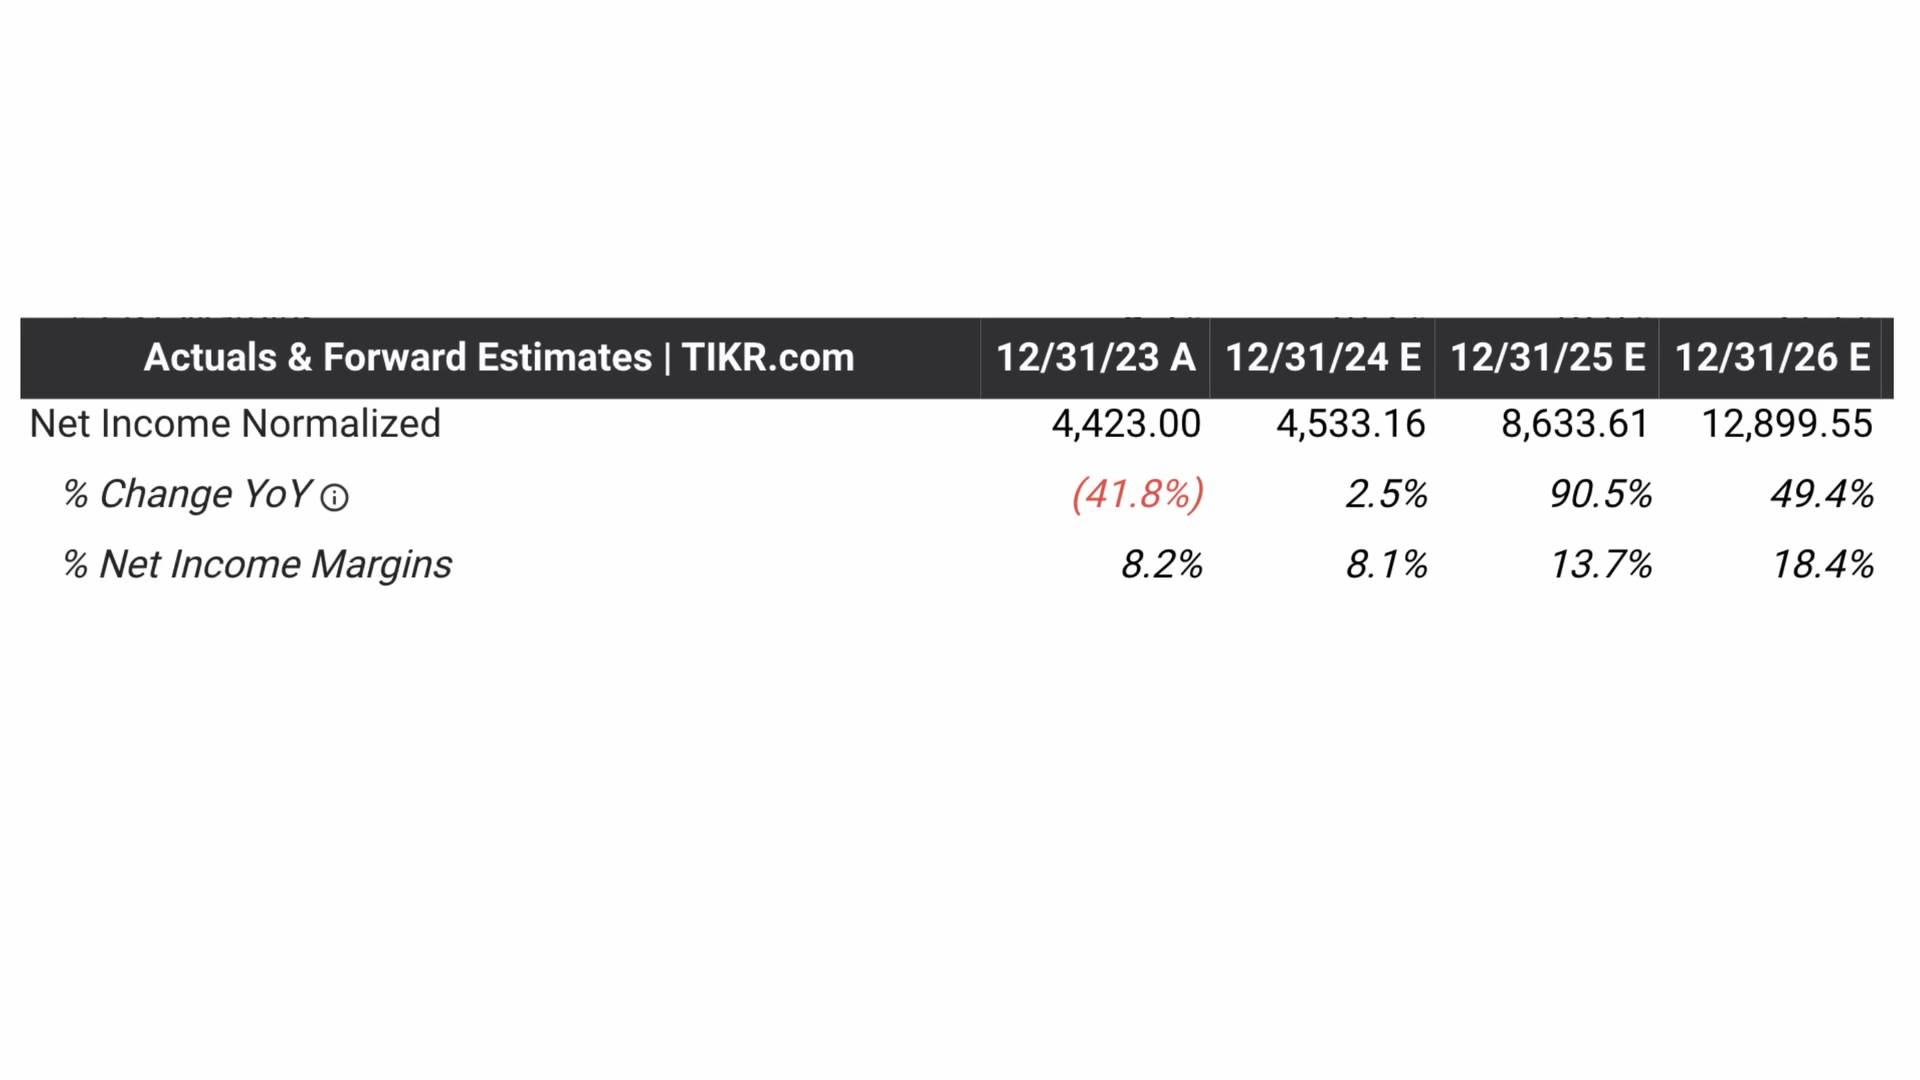 Actuals & Forward Estimates | TIKR.com 12/31/23 A 12/31/24 E 12/31/25 E 12/31/26 E
Net Income Normalized 4,423.00 4,533.16 8,633.61 12,899.55
% Change YoY (41.8%) 2.5% 90.5% 49.4%
% Net Income Margins 8.2% 8.1% 13.7% 18.4%